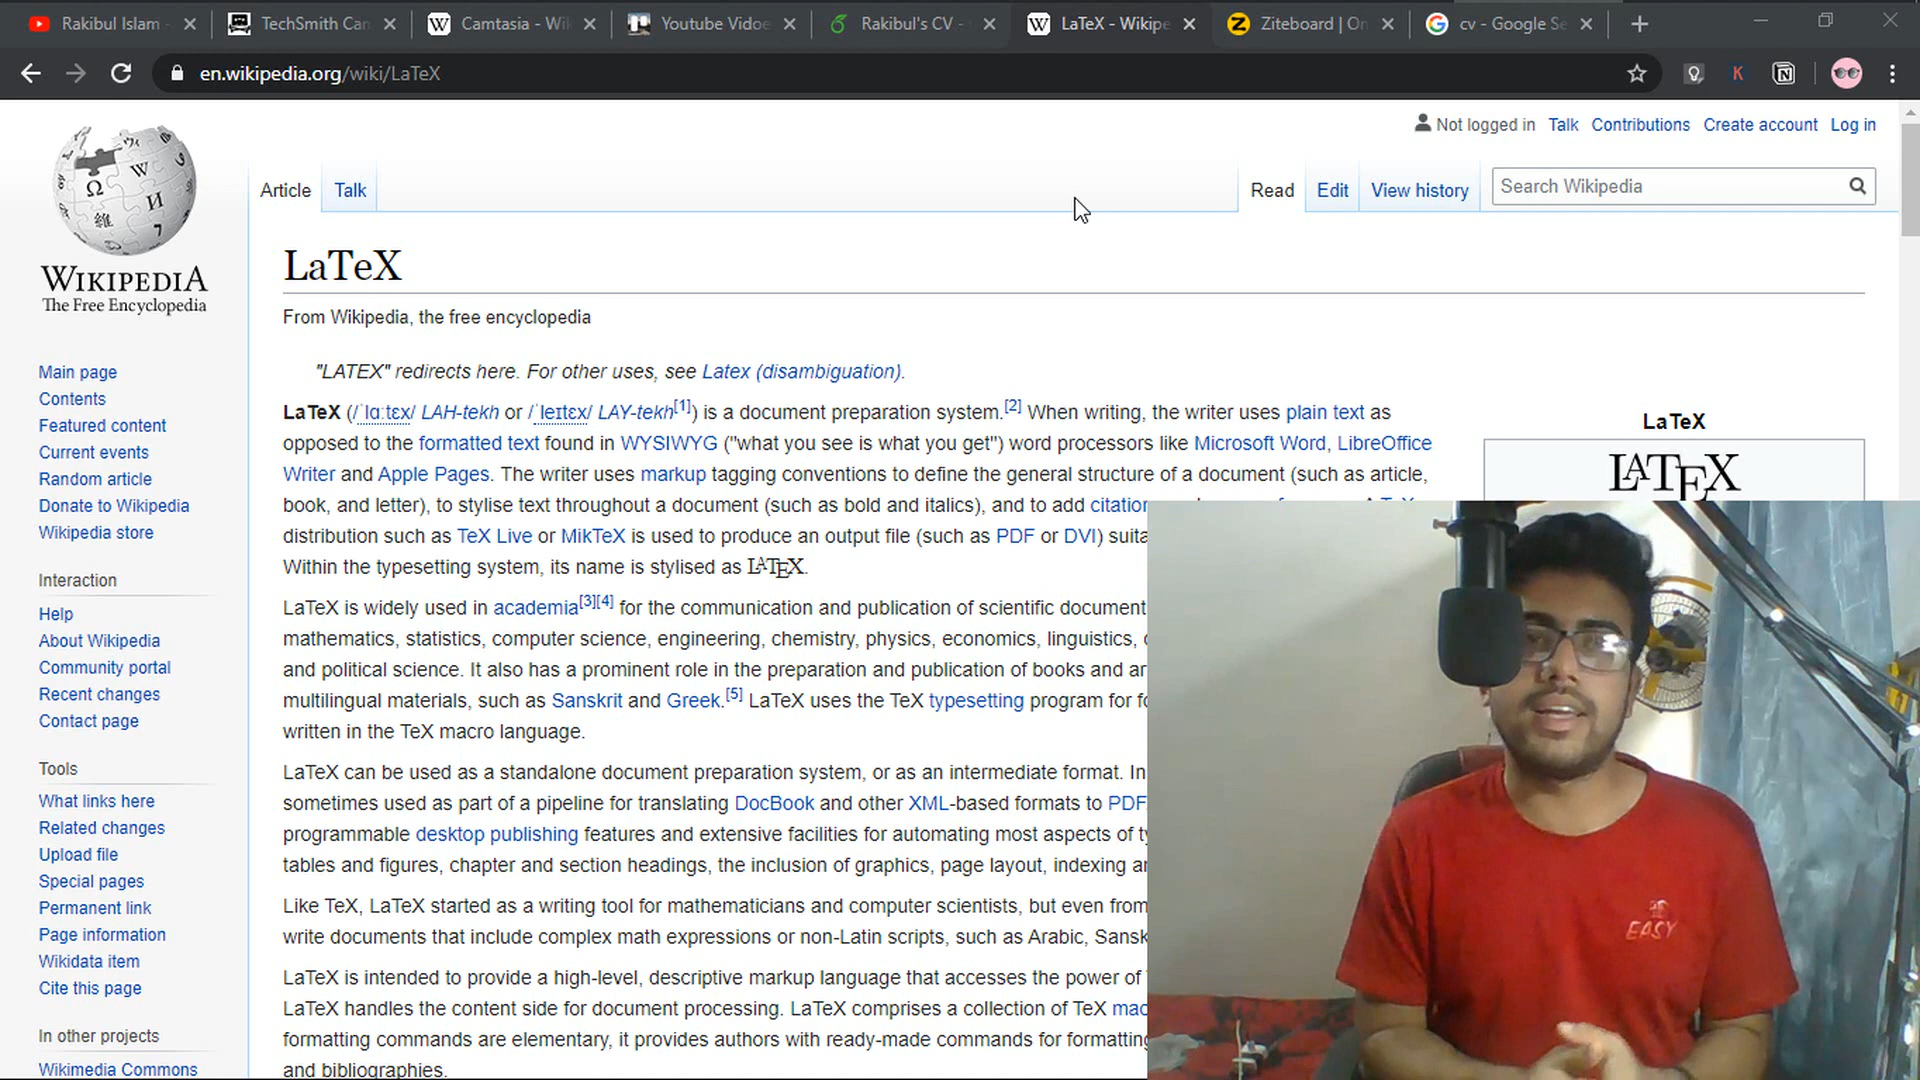 Rakibul Islam -
TechSmith Cam
Camtasia - Wik
Youtube Vidoe
Rakibul's CV -
LaTeX - Wikipe
Ziteboard | On
cv - Google Se
en.wikipedia.org/wiki/LaTeX
Not logged in Talk Contributions Create account Log in
Article Talk
Read Edit View history
Search Wikipedia
WIKIPEDIA
The Free Encyclopedia
LaTeX
From Wikipedia, the free encyclopedia
"LATEX" redirects here. For other uses, see Latex (disambiguation).
LaTeX (/ˈlɑːtɛx/ LAH-tekh or /ˈleɪtɛx/ LAY-tekh[1]) is a document preparation system.[2] When writing, the writer uses plain text as
opposed to the formatted text found in WYSIWYG ("what you see is what you get") word processors like Microsoft Word, LibreOffice
Writer and Apple Pages. The writer uses markup tagging conventions to define the general structure of a document (such as article,
book, and letter), to stylise text throughout a document (such as bold and italics), and to add citation
distribution such as TeX Live or MikTeX is used to produce an output file (such as PDF or DVI) suita
Within the typesetting system, its name is stylised as LATEX.
LaTeX is widely used in academia[3][4] for the communication and publication of scientific document
mathematics, statistics, computer science, engineering, chemistry, physics, economics, linguistics,
and political science. It also has a prominent role in the preparation and publication of books and ar
multilingual materials, such as Sanskrit and Greek.[5] LaTeX uses the TeX typesetting program for fo
written in the TeX macro language.
LaTeX can be used as a standalone document preparation system, or as an intermediate format. In
sometimes used as part of a pipeline for translating DocBook and other XML-based formats to PDF
programmable desktop publishing features and extensive facilities for automating most aspects of ty
tables and figures, chapter and section headings, the inclusion of graphics, page layout, indexing ar
Like TeX, LaTeX started as a writing tool for mathematicians and computer scientists, but even from
write documents that include complex math expressions or non-Latin scripts, such as Arabic, Sansk
LaTeX is intended to provide a high-level, descriptive markup language that accesses the power of
LaTeX handles the content side for document processing. LaTeX comprises a collection of TeX mac
formatting commands are elementary, it provides authors with ready-made commands for formatting
and bibliographies.
LaTeX
LATEX
Main page
Contents
Featured content
Current events
Random article
Donate to Wikipedia
Wikipedia store
Interaction
Help
About Wikipedia
Community portal
Recent changes
Contact page
Tools
What links here
Related changes
Upload file
Special pages
Permanent link
Page information
Wikidata item
Cite this page
In other projects
Wikimedia Commons
EASY